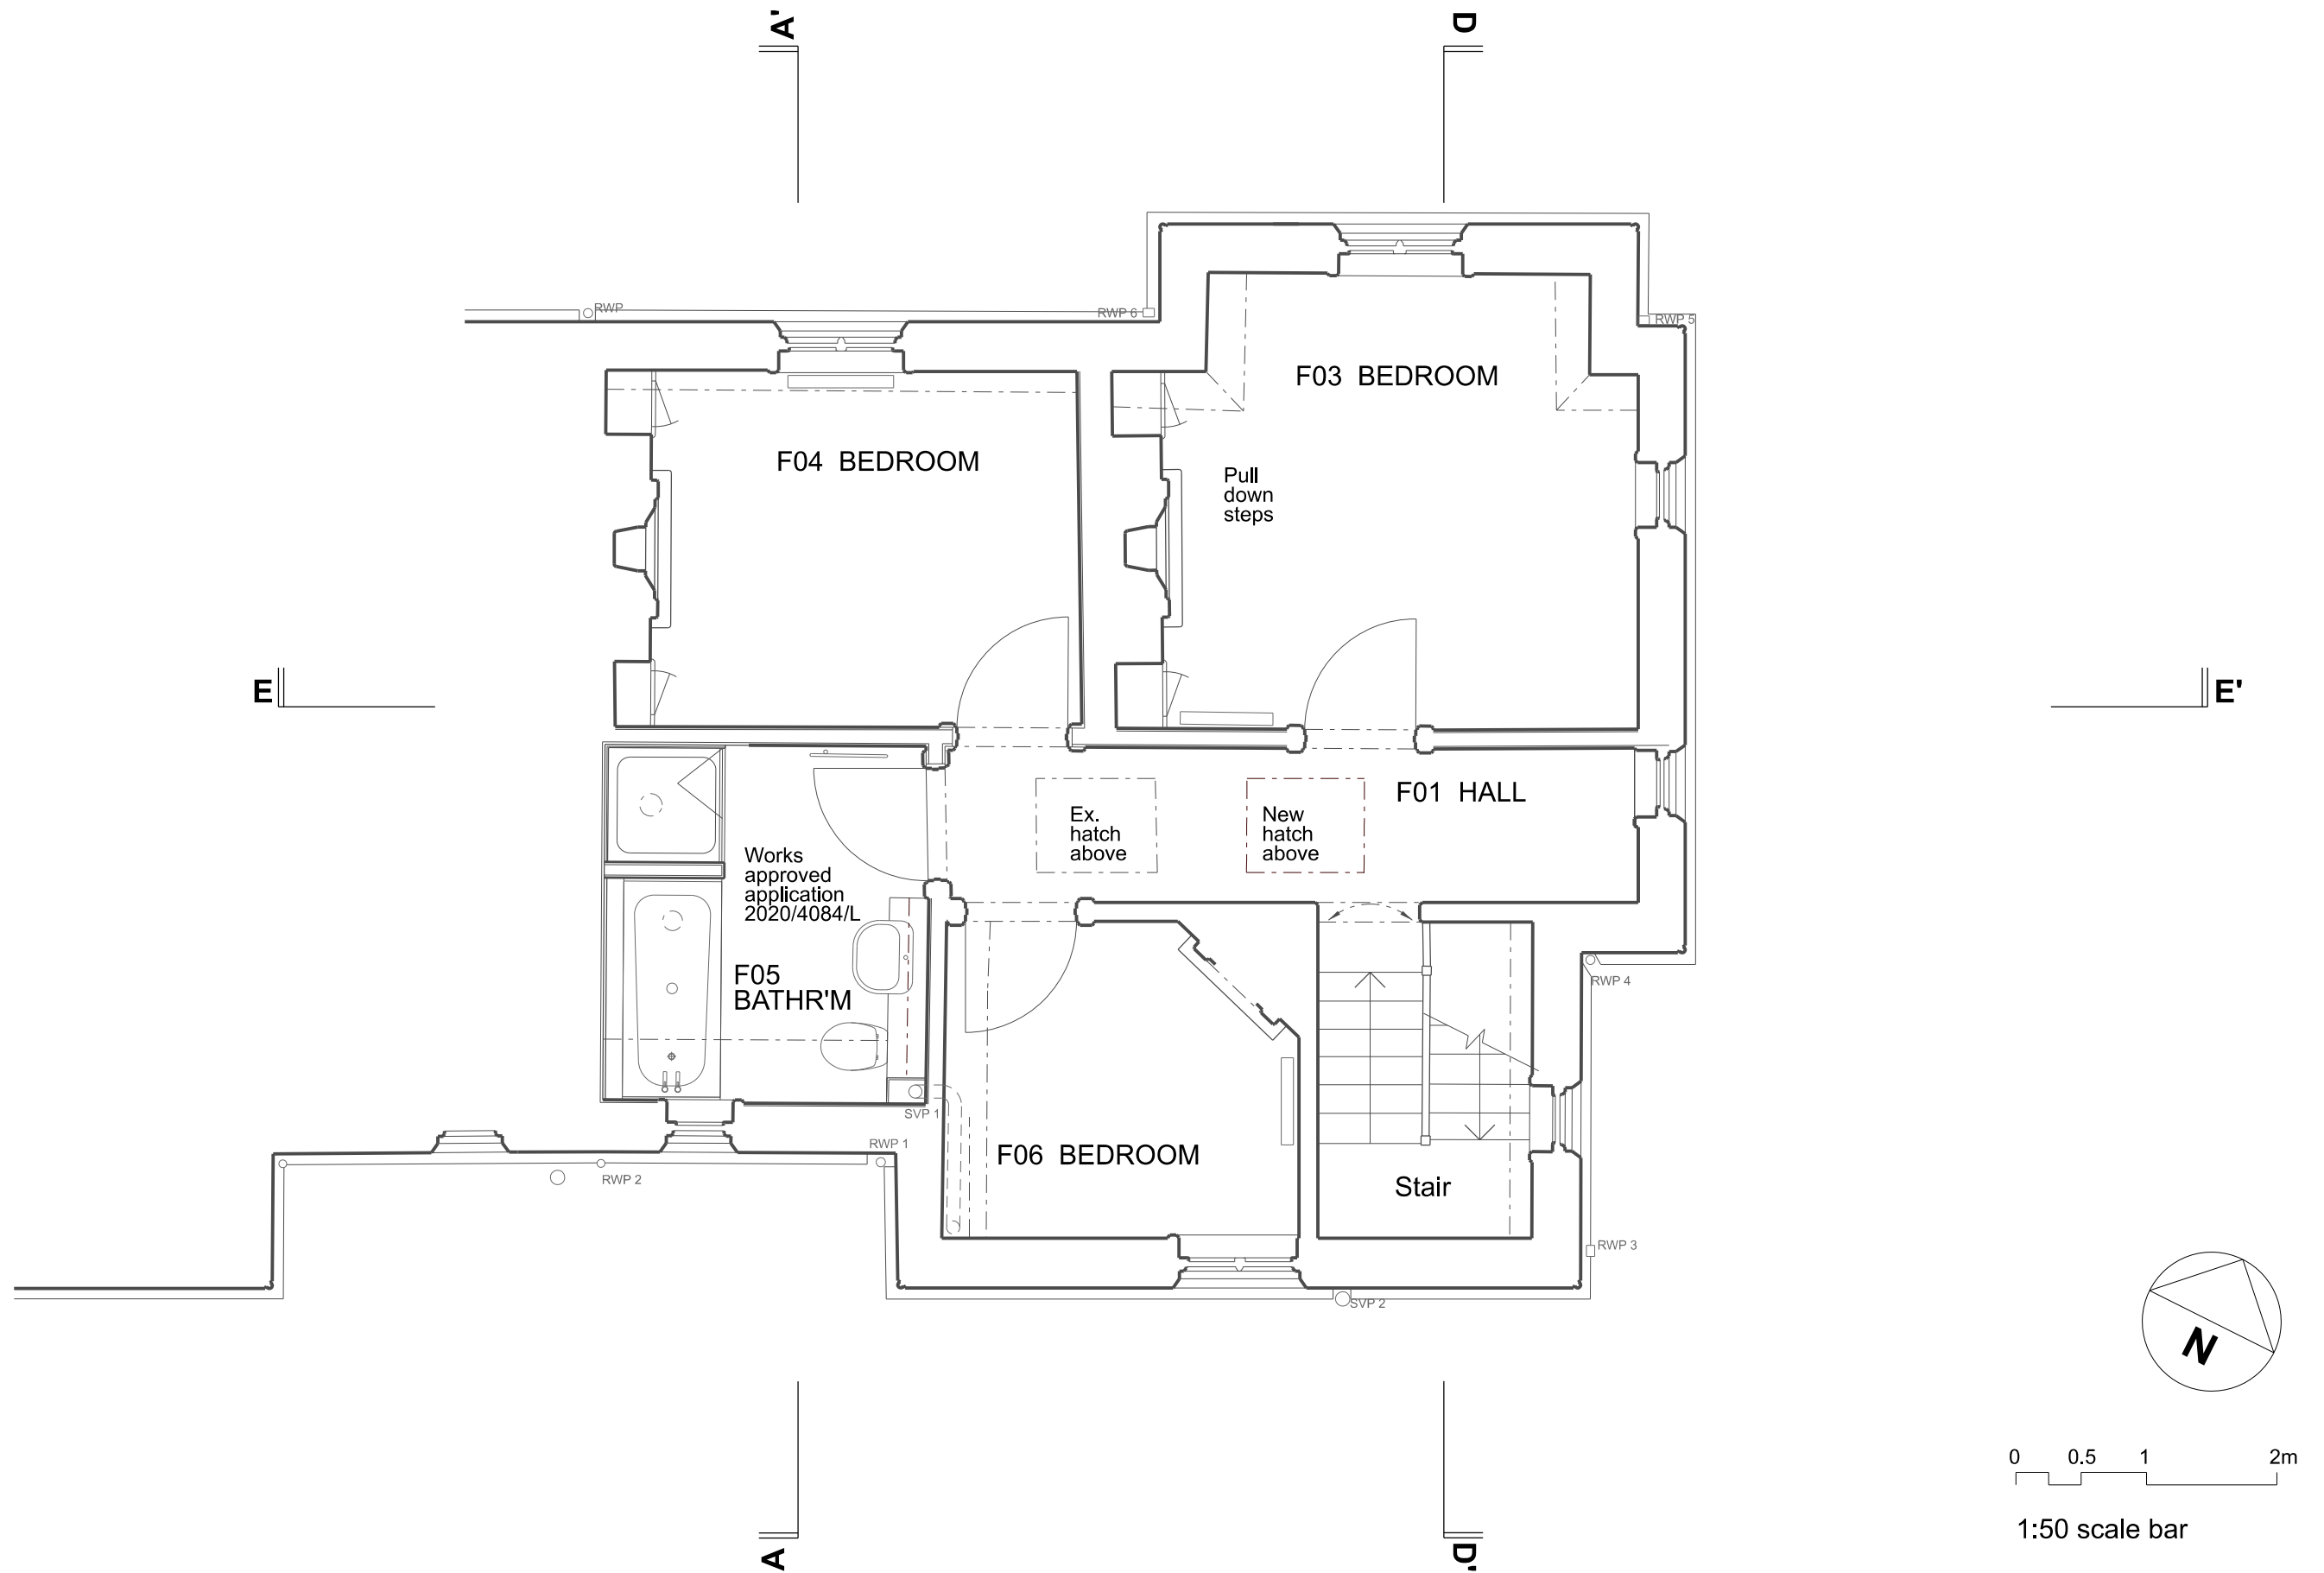 A'
D
RWP
RWP 6
RWP 5
F03 BEDROOM
F04 BEDROOM
Pull
down
steps
E
E'
F01 HALL
Ex.
hatch
above
New
hatch
above
Works
approved
application
2020/4084/L
F05
BATHR'M
RWP 4
SVP 1
RWP 1
F06 BEDROOM
RWP 2
Stair
RWP 3
SVP 2
N
0 0.5 1 2m
1:50 scale bar
A
D'